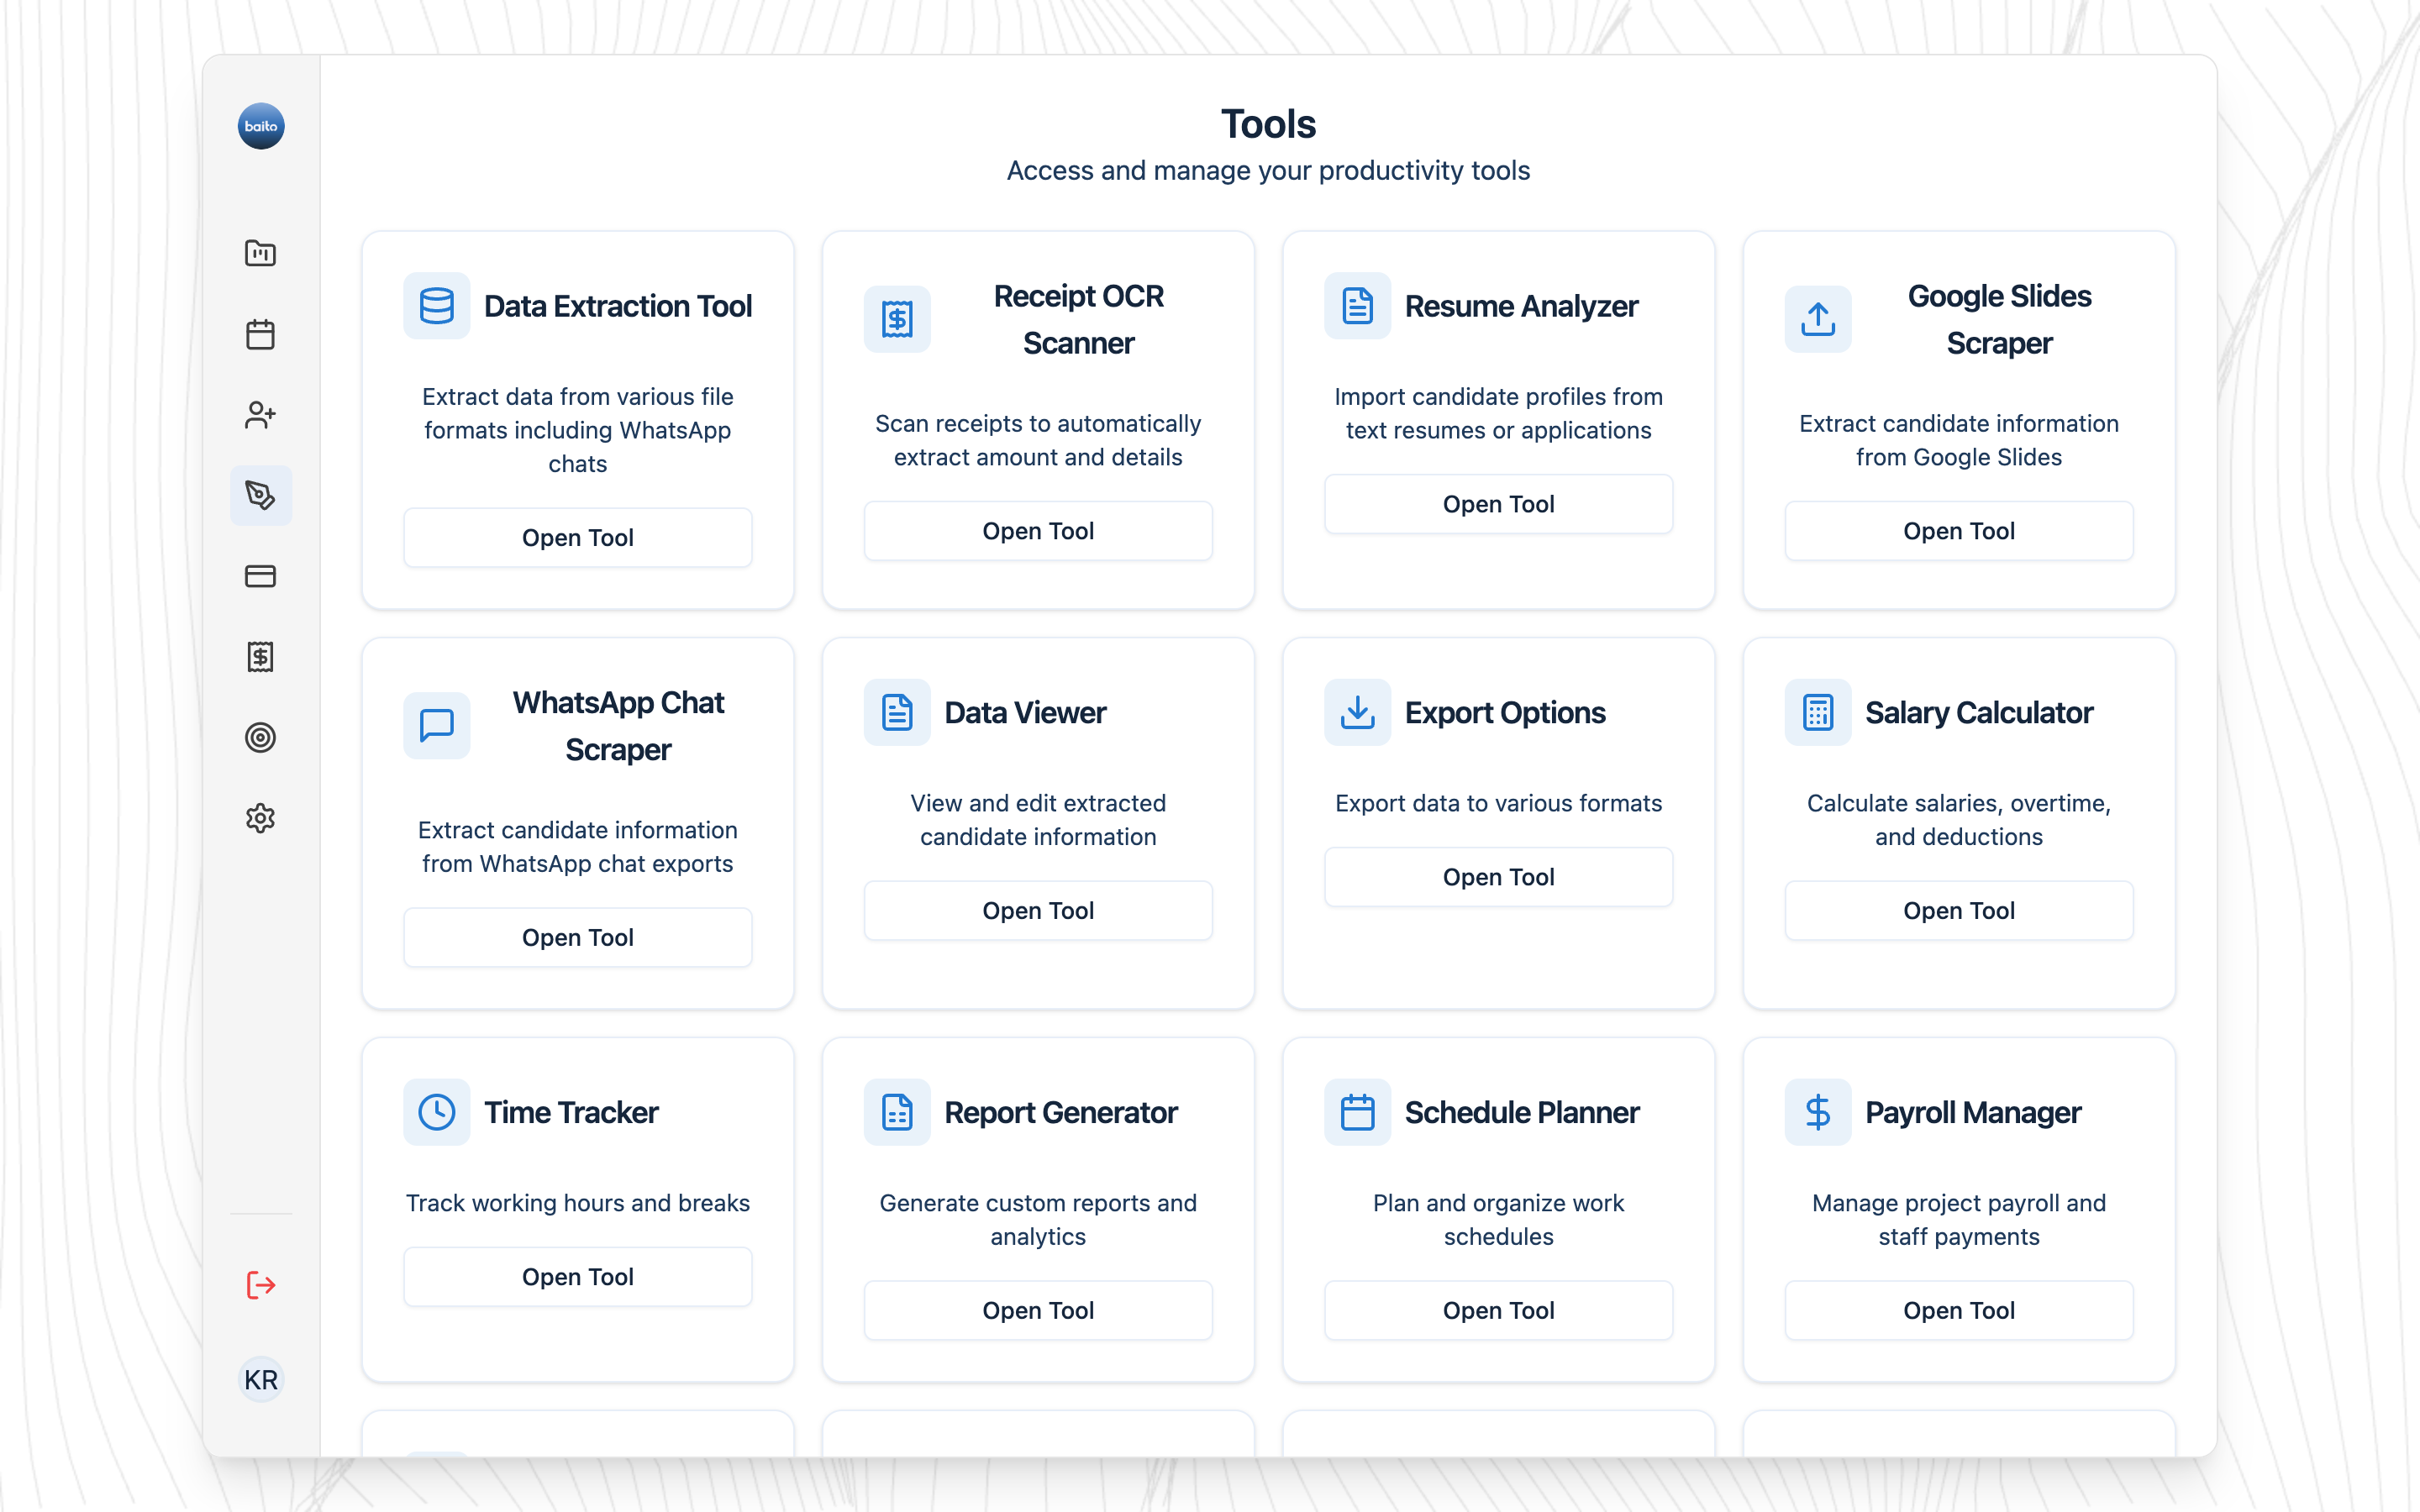 baito
Tools
Access and manage your productivity tools
Data Extraction Tool
Extract data from various file
formats including WhatsApp
chats
Open Tool
Receipt OCR
Scanner
Scan receipts to automatically
extract amount and details
Open Tool
Resume Analyzer
Import candidate profiles from
text resumes or applications
Open Tool
Google Slides
Scraper
Extract candidate information
from Google Slides
Open Tool
WhatsApp Chat
Scraper
Extract candidate information
from WhatsApp chat exports
Open Tool
Data Viewer
View and edit extracted
candidate information
Open Tool
Export Options
Export data to various formats
Open Tool
Salary Calculator
Calculate salaries, overtime,
and deductions
Open Tool
Time Tracker
Track working hours and breaks
Open Tool
Report Generator
Generate custom reports and
analytics
Open Tool
Schedule Planner
Plan and organize work
schedules
Open Tool
Payroll Manager
Manage project payroll and
staff payments
Open Tool
KR